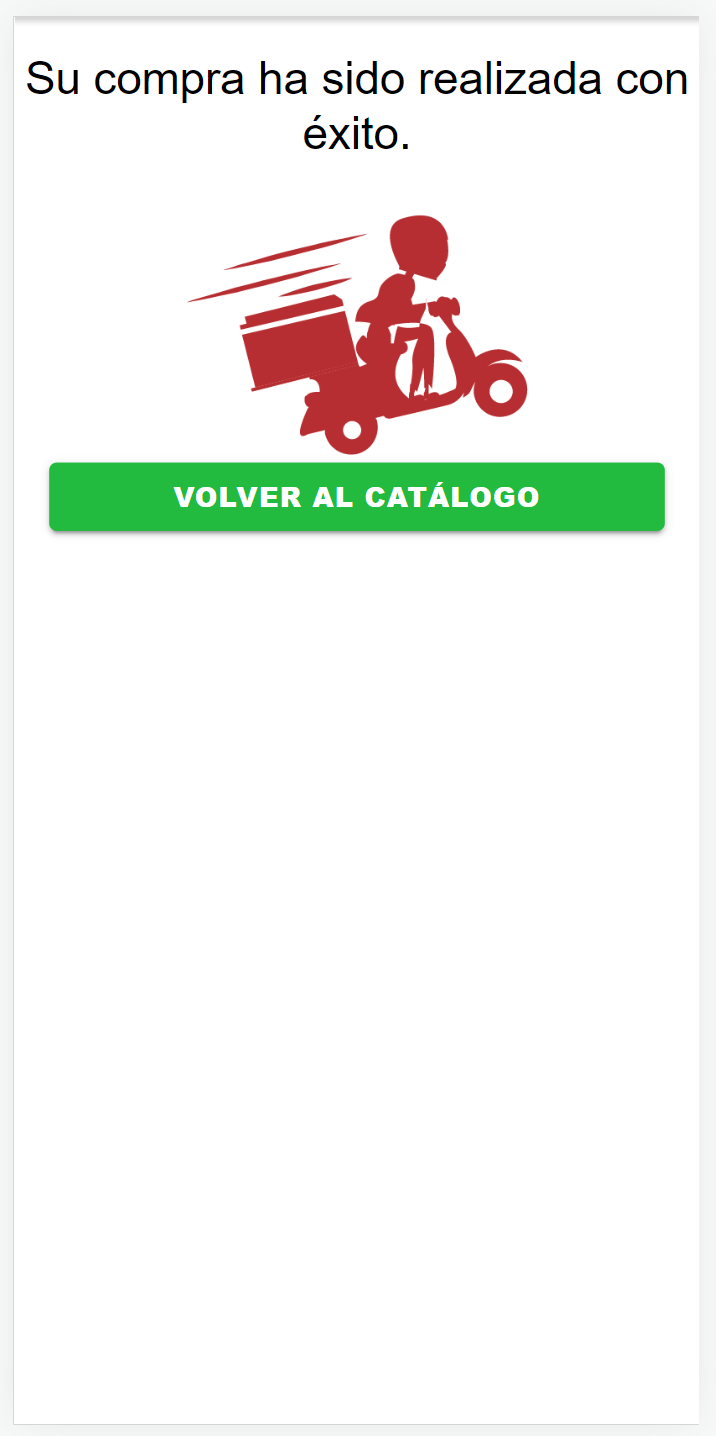 Su compra ha sido realizada con
éxito.
VOLVER AL CATÁLOGO